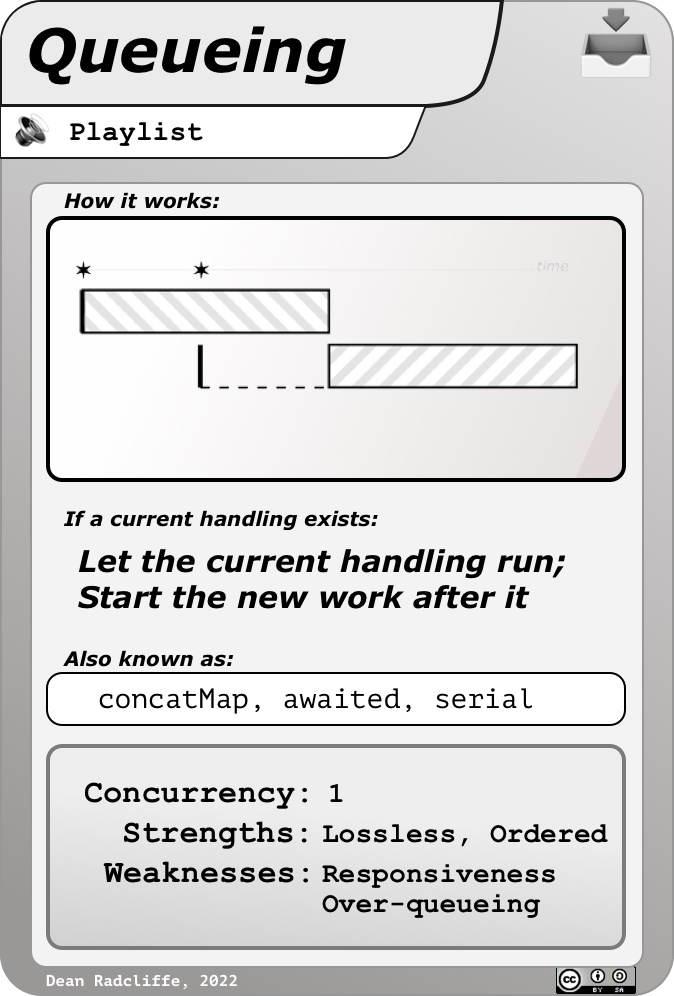 Queueing
Playlist
How it works:
time
If a current handling exists:
Let the current handling run;
Start the new work after it
Also known as:
concatMap, awaited, serial
Concurrency: 1
Strengths: Lossless, Ordered
Weaknesses: Responsiveness
Over-queueing
Dean Radcliffe, 2022
cc BY SA